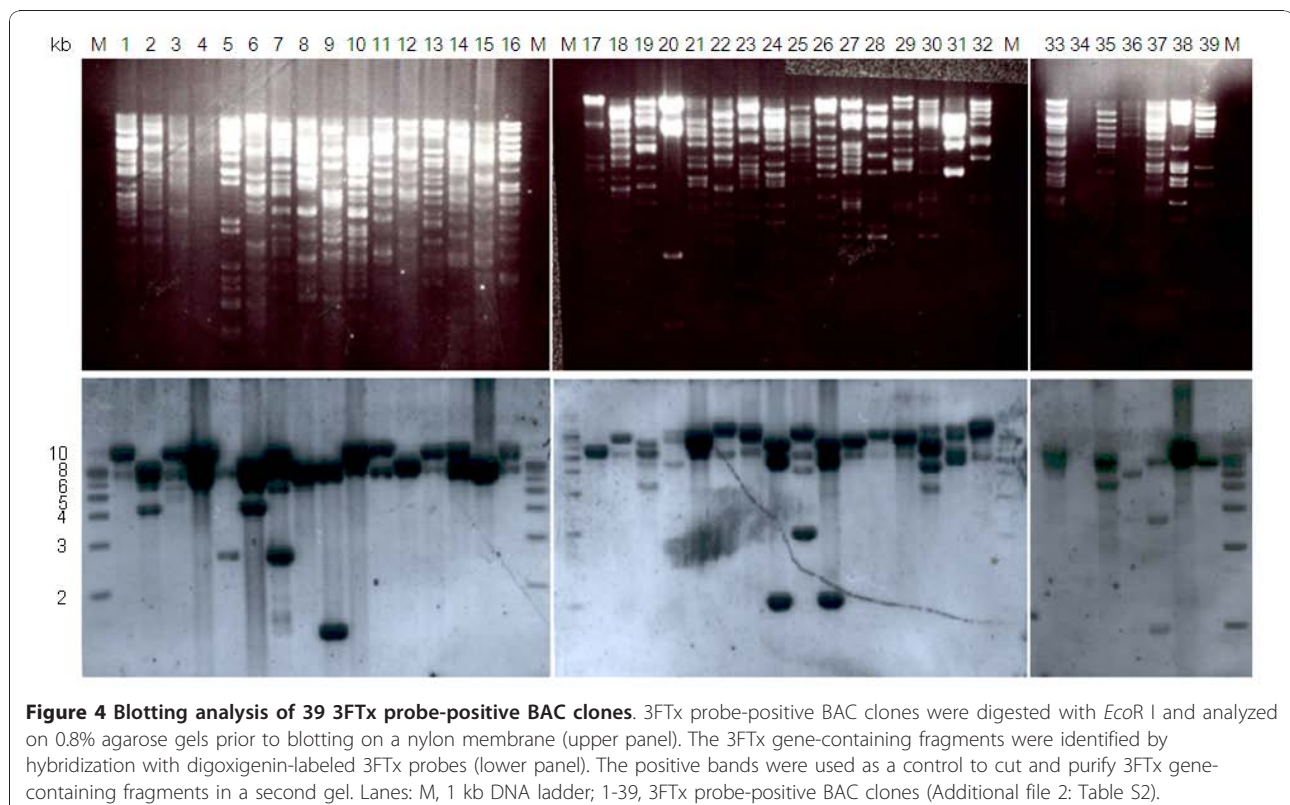 kb M 1 2 3 4 5 6 7 8 9 10 11 12 13 14 15 16 M M 17 18 19 20 21 22 23 24 25 26 27 28 29 30 31 32 M 33 34 35 36 37 38 39 M
10
8
6
5
4
3
2
Figure 4 Blotting analysis of 39 3FTx probe-positive BAC clones. 3FTx probe-positive BAC clones were digested with EcoR I and analyzed
on 0.8% agarose gels prior to blotting on a nylon membrane (upper panel). The 3FTx gene-containing fragments were identified by
hybridization with digoxigenin-labeled 3FTx probes (lower panel). The positive bands were used as a control to cut and purify 3FTx gene-
containing fragments in a second gel. Lanes: M, 1 kb DNA ladder; 1-39, 3FTx probe-positive BAC clones (Additional file 2: Table S2).